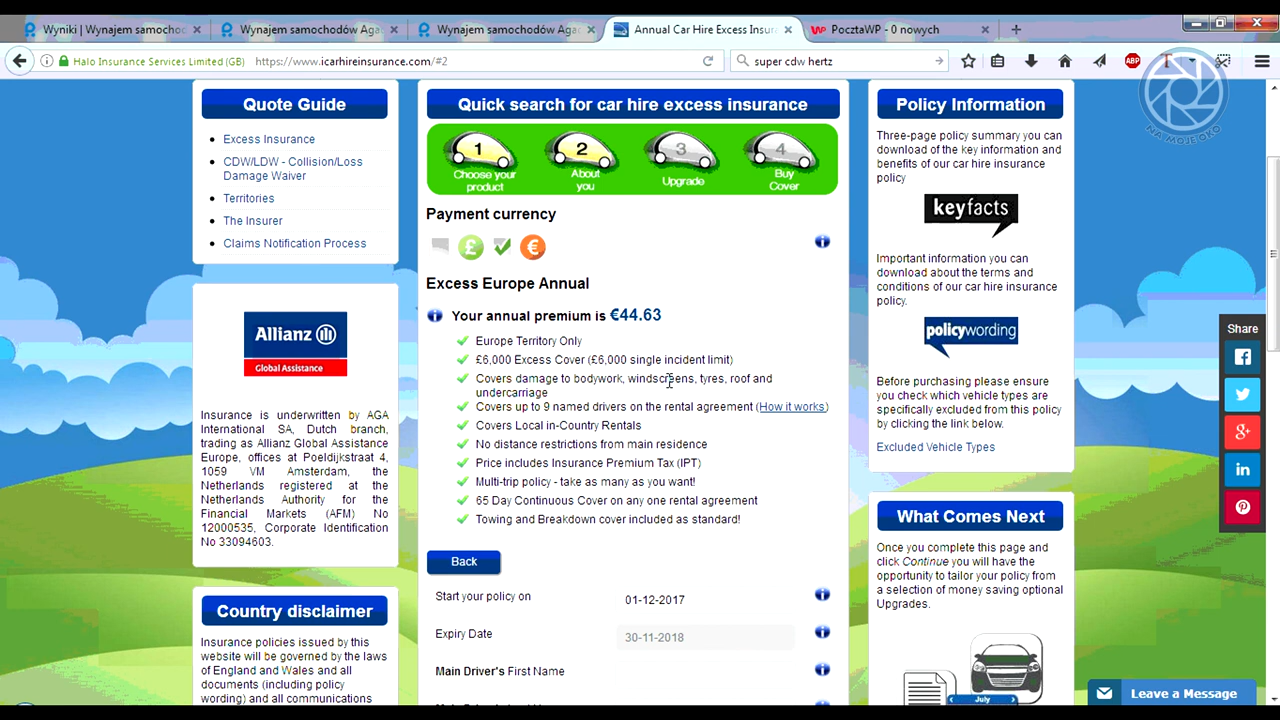 Wyniki | Wynajem samochod
Wynajem samochodów Aga
Wynajem samochodów Aga
Annual Car Hire Excess Insur
PocztaWP - 0 nowych
Halo Insurance Services Limited (GB)
https://www.icarhireinsurance.com/#2
super cdw hertz
ABP
NA MOJE OKO
Quote Guide
Excess Insurance
CDW/LDW - Collision/Loss
Damage Waiver
Territories
The Insurer
Claims Notification Process
Allianz
Global Assistance
Insurance is underwritten by AGA
International SA, Dutch branch,
trading as Allianz Global Assistance
Europe, offices at Poeldijkstraat 4,
1059 VM Amsterdam, the
Netherlands registered at the
Netherlands Authority for the
Financial Markets (AFM) No
12000535, Corporate Identification
No 33094603.
Country disclaimer
Insurance policies issued by this
website will be governed by the laws
of England and Wales and all
documents (including policy
wording) and all communications
Quick search for car hire excess insurance
1
Choose your
product
2
About
you
3
Upgrade
4
Buy
Cover
Payment currency
£
€
Excess Europe Annual
Your annual premium is €44.63
Europe Territory Only
£6,000 Excess Cover (£6,000 single incident limit)
Covers damage to bodywork, windscreens, tyres, roof and
undercarriage
Covers up to 9 named drivers on the rental agreement (How it works)
Covers Local in-Country Rentals
No distance restrictions from main residence
Price includes Insurance Premium Tax (IPT)
Multi-trip policy - take as many as you want!
65 Day Continuous Cover on any one rental agreement
Towing and Breakdown cover included as standard!
Back
Start your policy on
01-12-2017
Expiry Date
30-11-2018
Main Driver's First Name
Policy Information
Three-page policy summary you can
download of the key information and
benefits of our car hire insurance
policy
keyfacts
Important information you can
download about the terms and
conditions of our car hire insurance
policy.
policywording
Before purchasing please ensure
you check which vehicle types are
specifically excluded from this policy
by clicking the link below.
Excluded Vehicle Types
What Comes Next
Once you complete this page and
click Continue you will have the
opportunity to tailor your policy from
a selection of money saving optional
Upgrades.
July
Share
Leave a Message